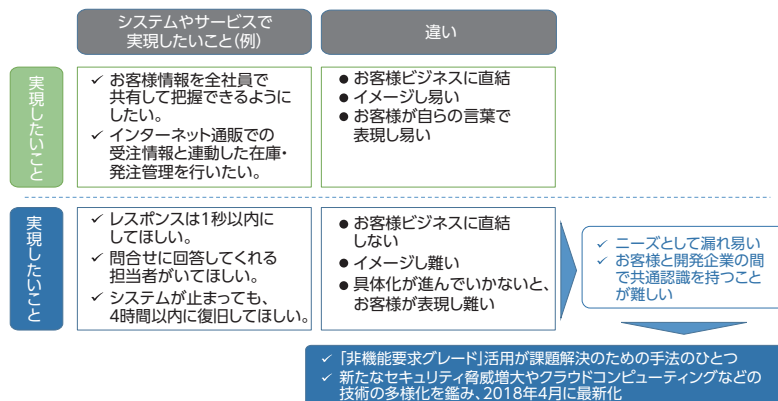 システムやサービスで
実現したいこと(例)
違い
実現したいこと
✓ お客様情報を全社員で
共有して把握できるように
したい。
✓ インターネット通販での
受注情報と連動した在庫・
発注管理を行いたい。
● お客様ビジネスに直結
● イメージし易い
● お客様が自らの言葉で
表現し易い
実現したいこと
✓ レスポンスは1秒以内に
してほしい。
✓ 問合せに回答してくれる
担当者がいてほしい。
✓ システムが止まっても、
4時間以内に復旧してほしい。
● お客様ビジネスに直結
しない
● イメージし難い
● 具体化が進んでいかないと、
お客様が表現し難い
✓ ニーズとして漏れ易い
✓ お客様と開発企業の間
で共通認識を持つこと
が難しい
✓ 「非機能要求グレード」活用が課題解決のための手法のひとつ
✓ 新たなセキュリティ脅威増大やクラウドコンピューティングなどの
技術の多様化を鑑み、2018年4月に最新化